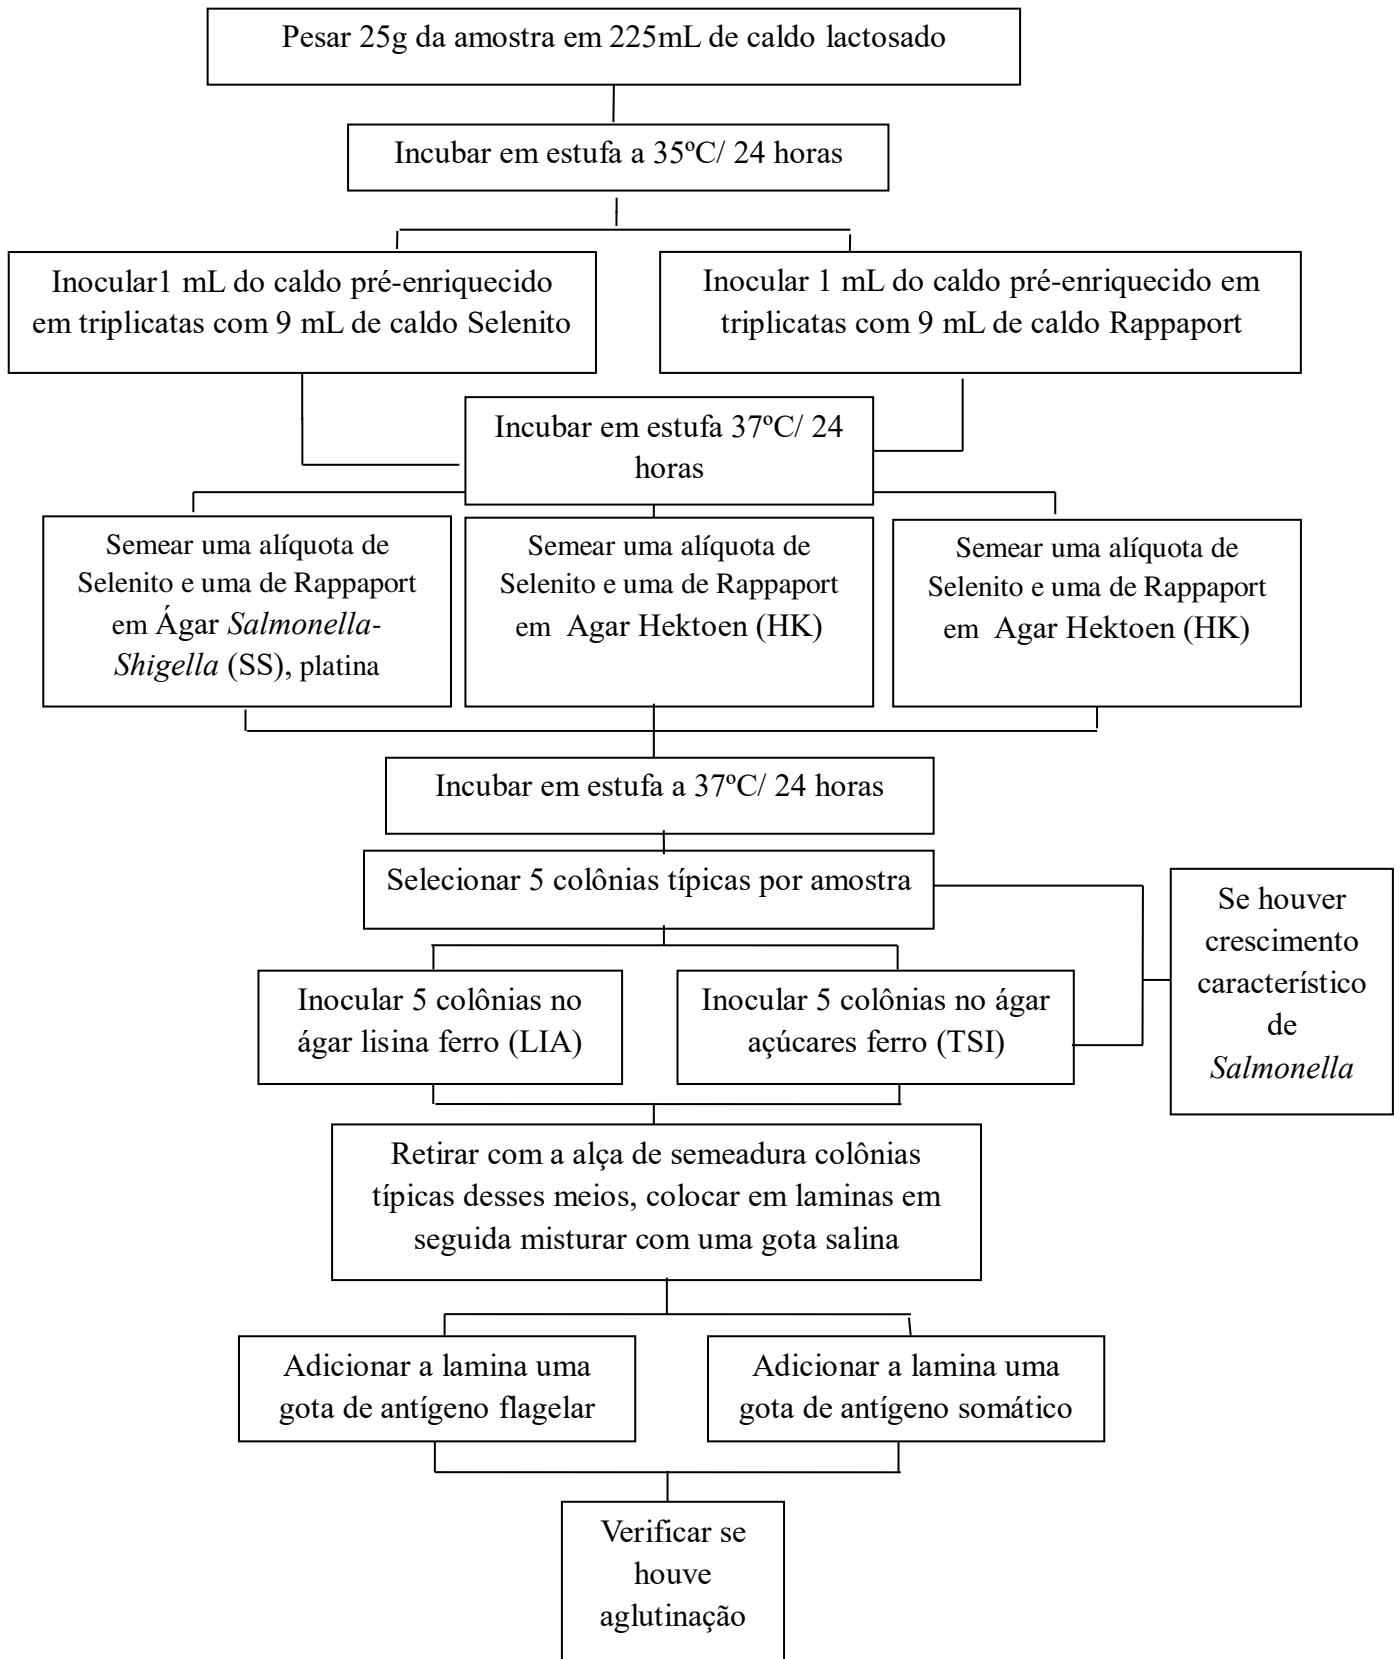 Pesar 25g da amostra em 225mL de caldo lactosado
Incubar em estufa a 35ºC/ 24 horas
Inocular1 mL do caldo pré-enriquecido
em triplicatas com 9 mL de caldo Selenito
Inocular 1 mL do caldo pré-enriquecido em
triplicatas com 9 mL de caldo Rappaport
Incubar em estufa 37ºC/ 24
horas
Semear uma alíquota de
Selenito e uma de Rappaport
em Ágar Salmonella-
Shigella (SS), platina
Semear uma alíquota de
Selenito e uma de Rappaport
em Agar Hektoen (HK)
Semear uma alíquota de
Selenito e uma de Rappaport
em Agar Hektoen (HK)
Incubar em estufa a 37ºC/ 24 horas
Selecionar 5 colônias típicas por amostra
Se houver
crescimento
característico
de
Salmonella
Inocular 5 colônias no
ágar lisina ferro (LIA)
Inocular 5 colônias no ágar
açúcares ferro (TSI)
Retirar com a alça de semeadura colônias
típicas desses meios, colocar em laminas em
seguida misturar com uma gota salina
Adicionar a lamina uma
gota de antígeno flagelar
Adicionar a lamina uma
gota de antígeno somático
Verificar se
houve
aglutinação